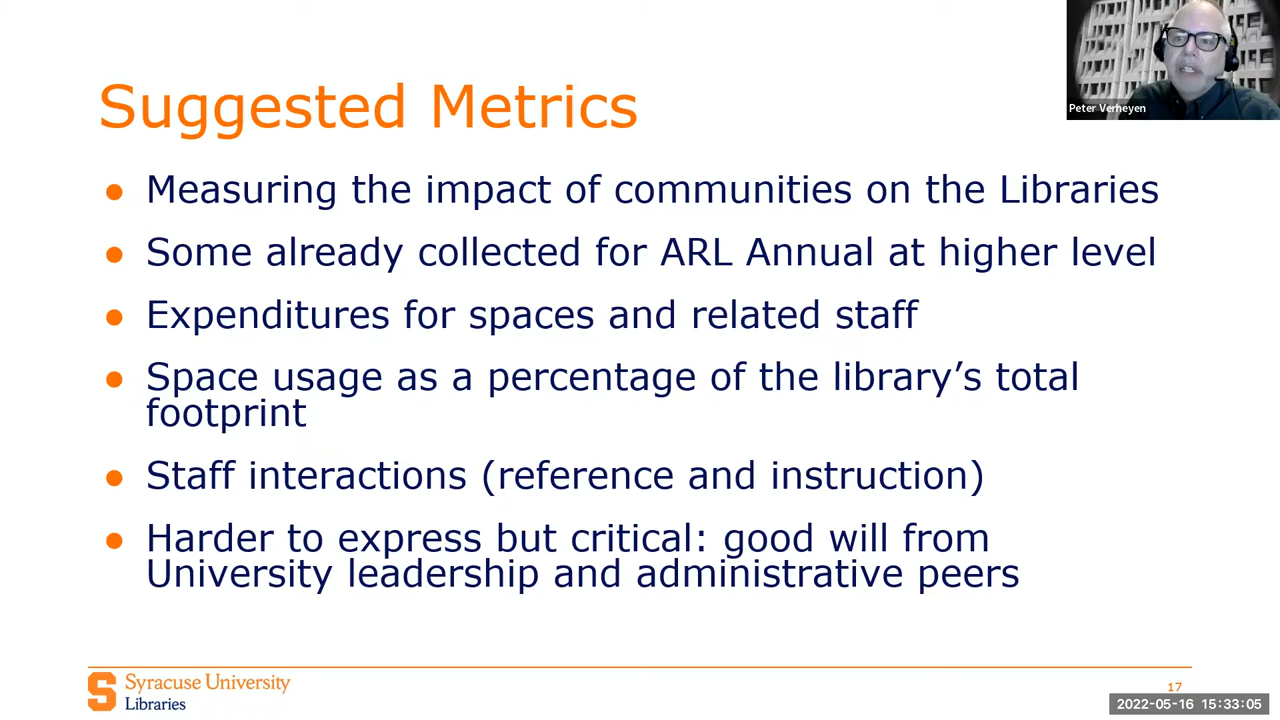 Peter Verheyen
Suggested Metrics
● Measuring the impact of communities on the Libraries
● Some already collected for ARL Annual at higher level
● Expenditures for spaces and related staff
● Space usage as a percentage of the library’s total
footprint
● Staff interactions (reference and instruction)
● Harder to express but critical: good will from
University leadership and administrative peers
S Syracuse University
Libraries
17
2022-05-16 15:33:05